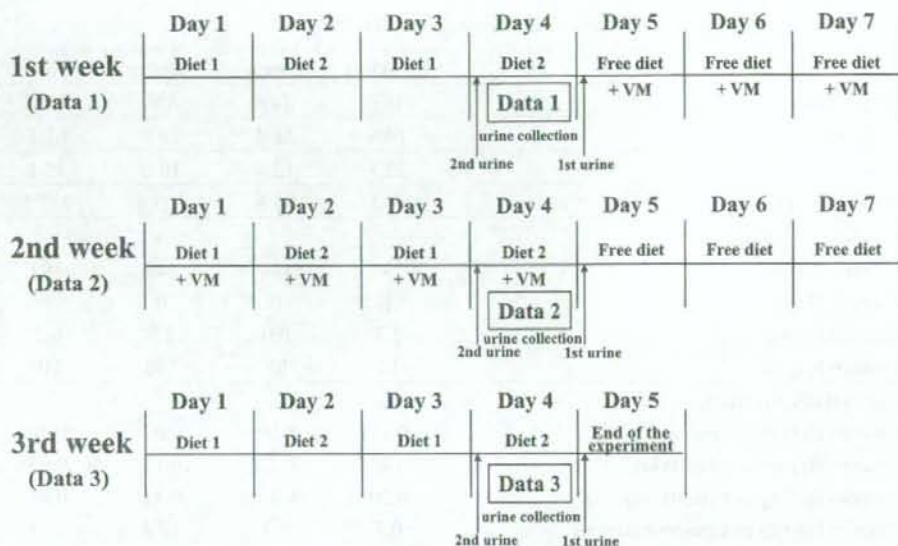 Day 1 Day 2 Day 3 Day 4 Day 5 Day 6 Day 7
1st week Diet 1 Diet 2 Diet 1 Diet 2 Free diet Free diet Free diet
(Data 1) Data 1 + VM + VM + VM
urine collection
2nd urine 1st urine
Day 1 Day 2 Day 3 Day 4 Day 5 Day 6 Day 7
2nd week Diet 1 Diet 2 Diet 1 Diet 2 Free diet Free diet Free diet
(Data 2) + VM + VM + VM + VM
Data 2
urine collection
2nd urine 1st urine
Day 1 Day 2 Day 3 Day 4 Day 5
3rd week Diet 1 Diet 2 Diet 1 Diet 2 End of the
experiment
(Data 3) Data 3
urine collection
2nd urine 1st urine